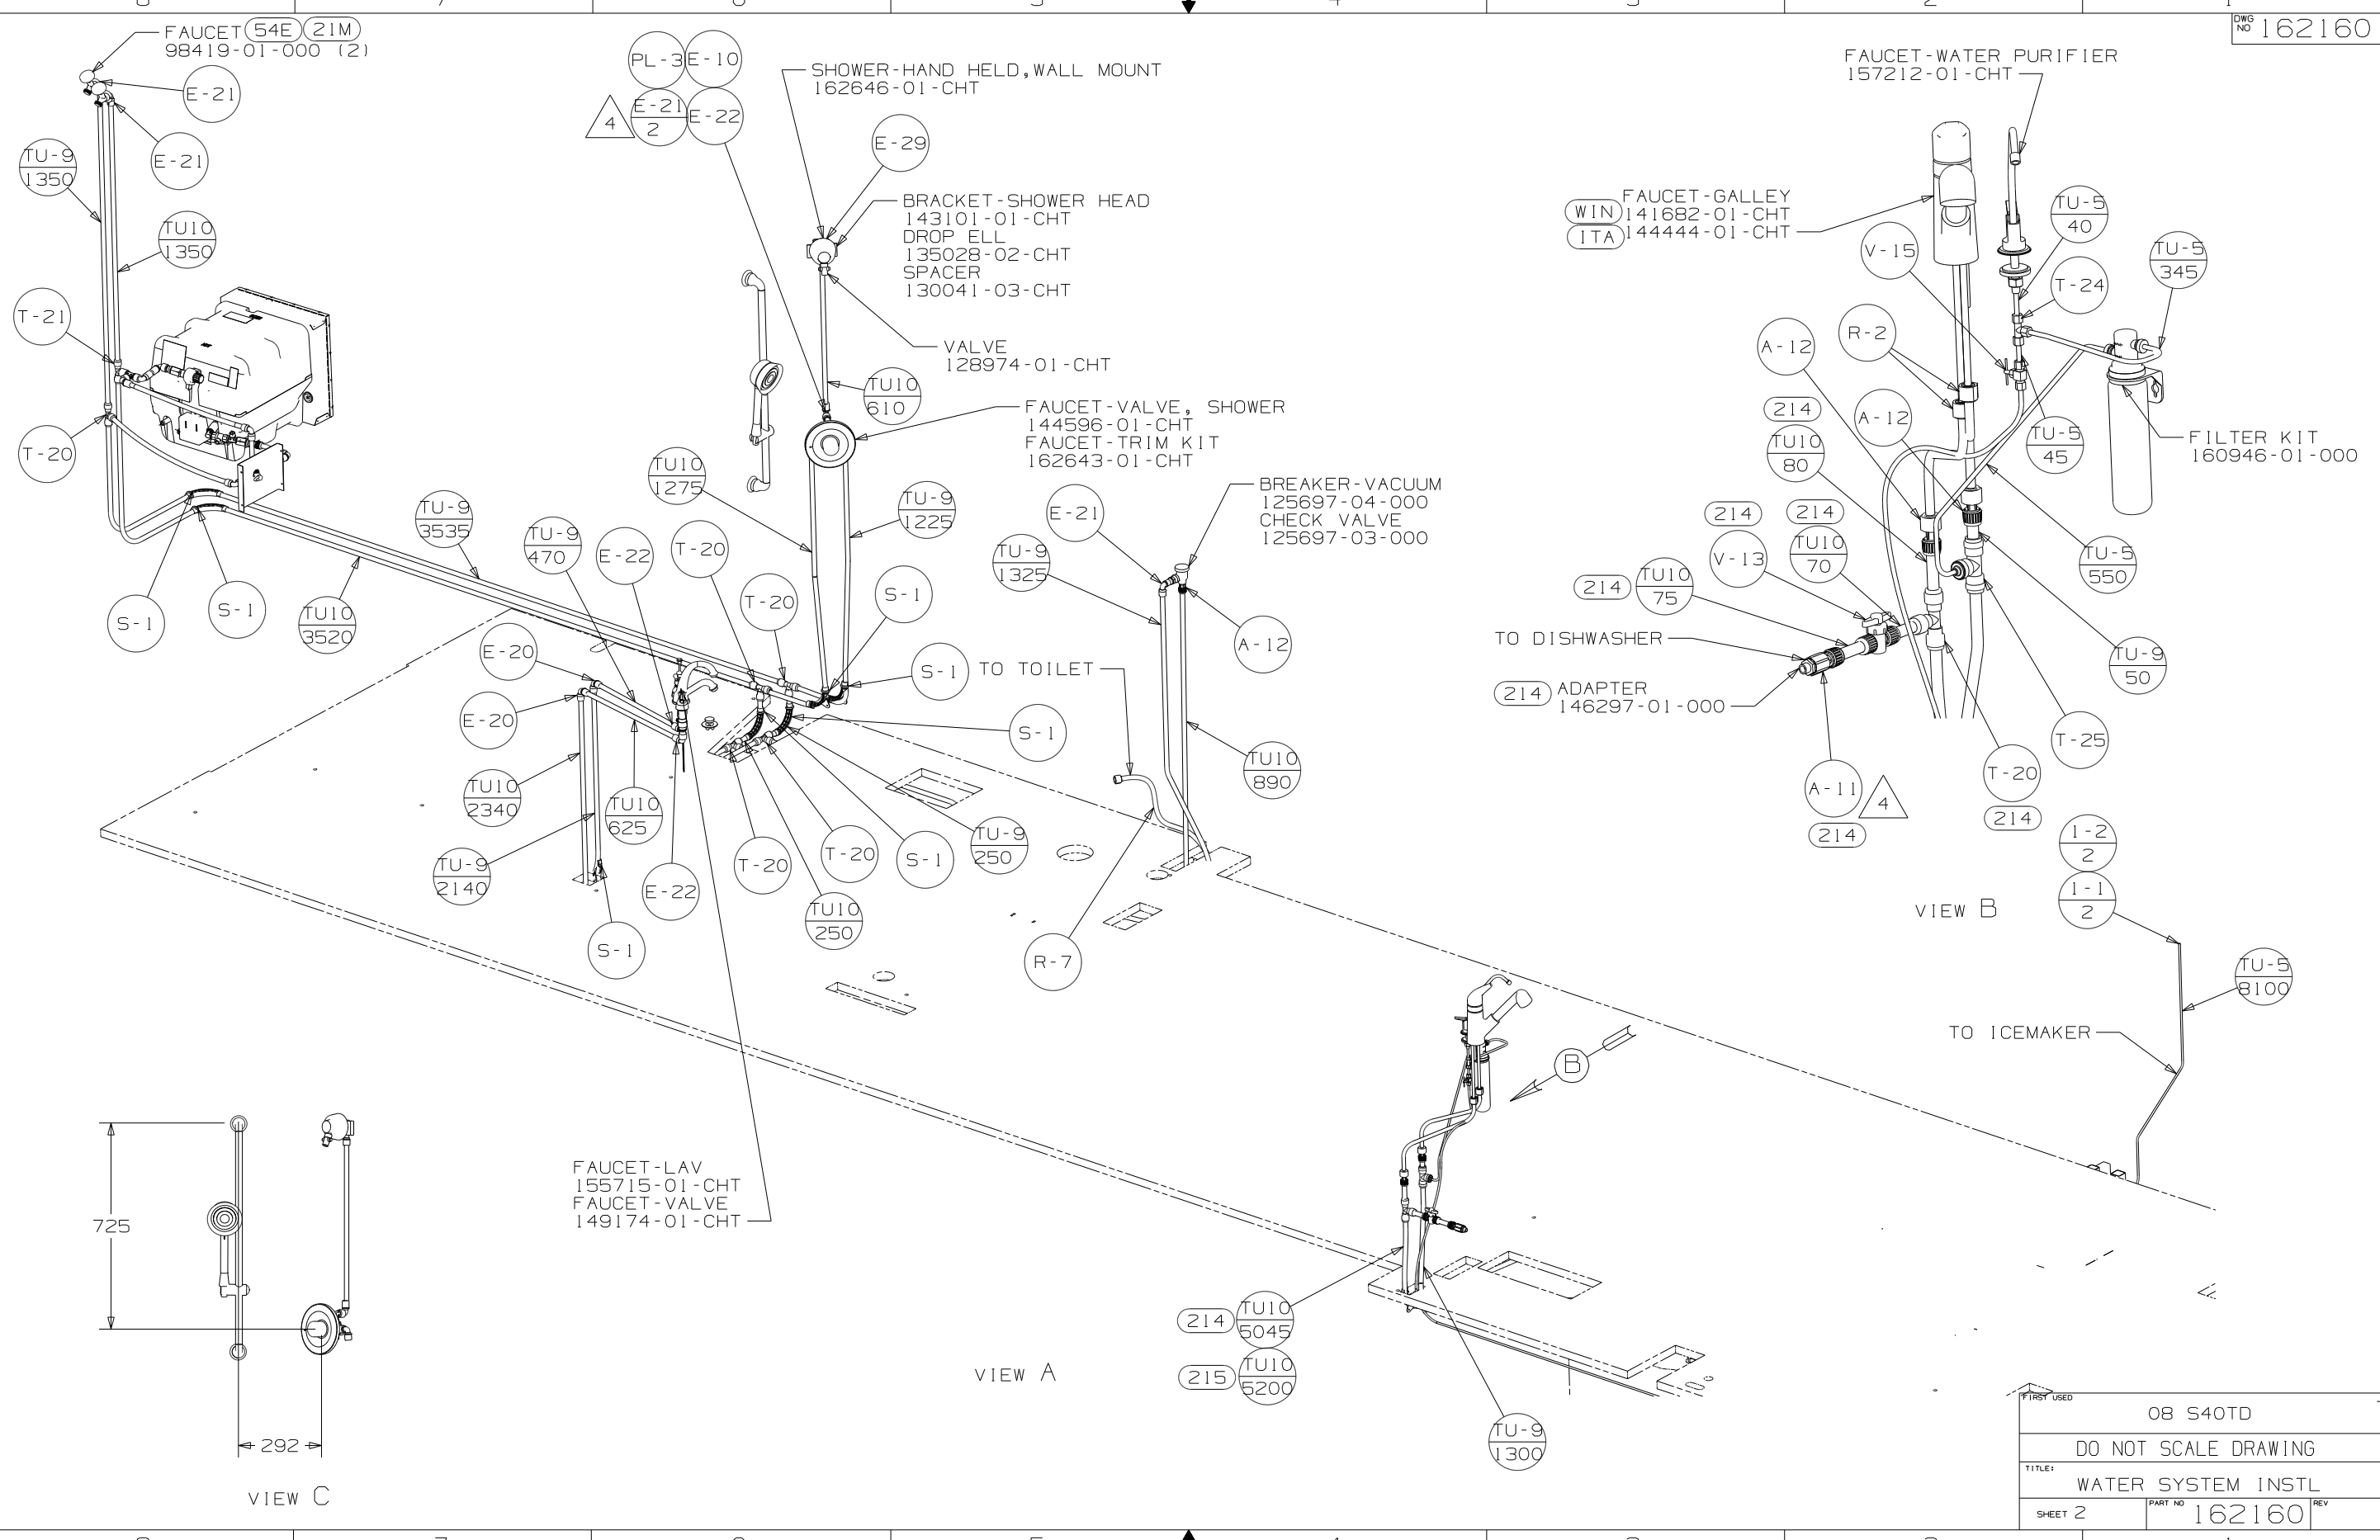 DWG NO 162160
FAUCET 54E 21M
98419-01-000 (2)
E-21
E-21
TU-9
1350
TU10
1350
T-21
T-20
S-1
S-1
TU10
3520
TU-9
3535
PL-3 E-10
4
E-21
2
E-22
SHOWER-HAND HELD,WALL MOUNT
162646-01-CHT
E-29
BRACKET-SHOWER HEAD
143101-01-CHT
DROP ELL
135028-02-CHT
SPACER
130041-03-CHT
VALVE
128974-01-CHT
TU10
610
FAUCET-VALVE, SHOWER
144596-01-CHT
FAUCET-TRIM KIT
162643-01-CHT
TU10
1275
TU-9
1225
TU-9
470
E-22
T-20
T-20
S-1
S-1
S-1
E-20
E-20
TU10
2340
TU-9
2140
TU10
625
E-22
S-1
T-20
TU10
250
T-20
S-1
TU-9
250
BREAKER-VACUUM
125697-04-000
CHECK VALVE
125697-03-000
E-21
TU-9
1325
A-12
TO TOILET
TU10
890
R-7
FAUCET-LAV
155715-01-CHT
FAUCET-VALVE
149174-01-CHT
FAUCET-WATER PURIFIER
157212-01-CHT
FAUCET-GALLEY
WIN 141682-01-CHT
1TA 144444-01-CHT
TU-5
40
V-15
TU-5
345
T-24
R-2
A-12
214
TU10
80
A-12
TU-5
45
FILTER KIT
160946-01-000
214
V-13
214
TU10
70
214
TU10
75
TU-5
550
TO DISHWASHER
TU-9
50
214 ADAPTER
146297-01-000
T-25
A-11
4
214
T-20
214
VIEW B
1-2
2
1-1
2
TU-5
8100
TO ICEMAKER
B
214
TU10
5045
215
TU10
5200
TU-9
1300
VIEW A
725
292
VIEW C
FIRST USED
08 S40TD
DO NOT SCALE DRAWING
TITLE:
WATER SYSTEM INSTL
SHEET 2
PART NO 162160
REV